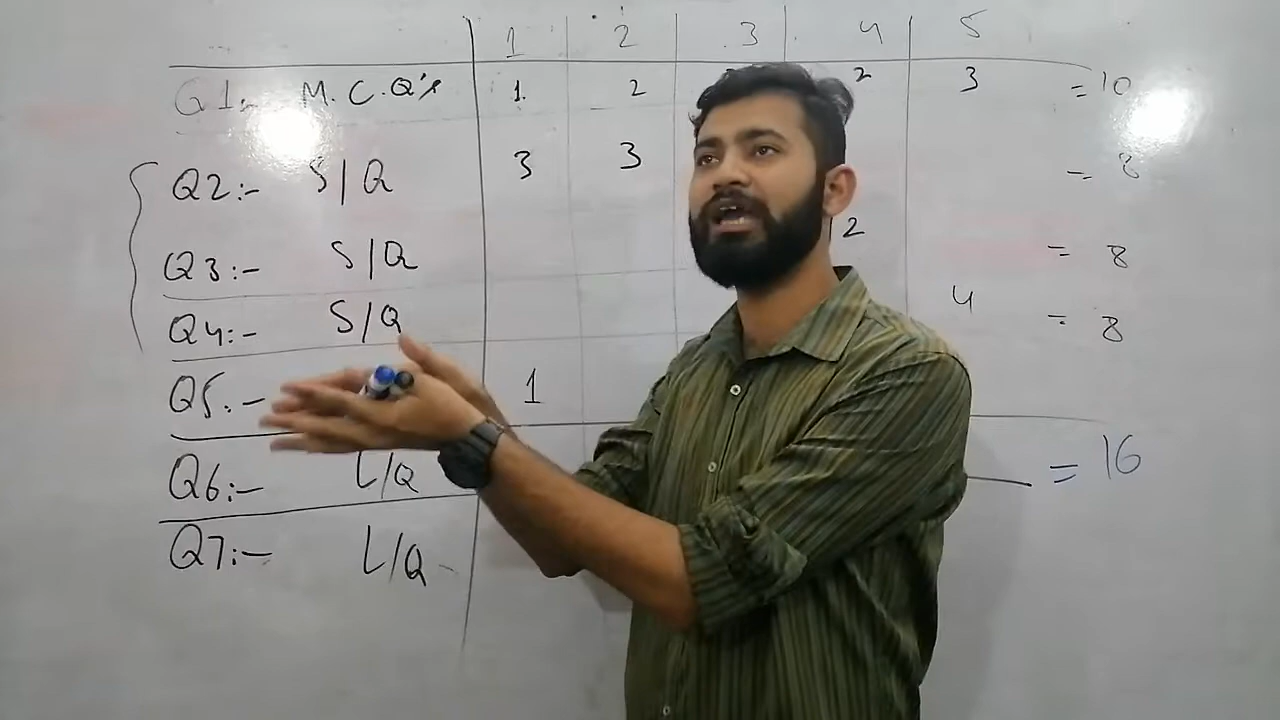 1 2 3 4 5
Q1:- M.C.Q's 1 2 2 3 = 10
Q2:- S/Q 3 3 = 8
Q3:- S/Q 2 = 8
Q4:- S/Q 4 = 8
Q5:- 1
Q6:- L/Q = 16
Q7:- L/Q